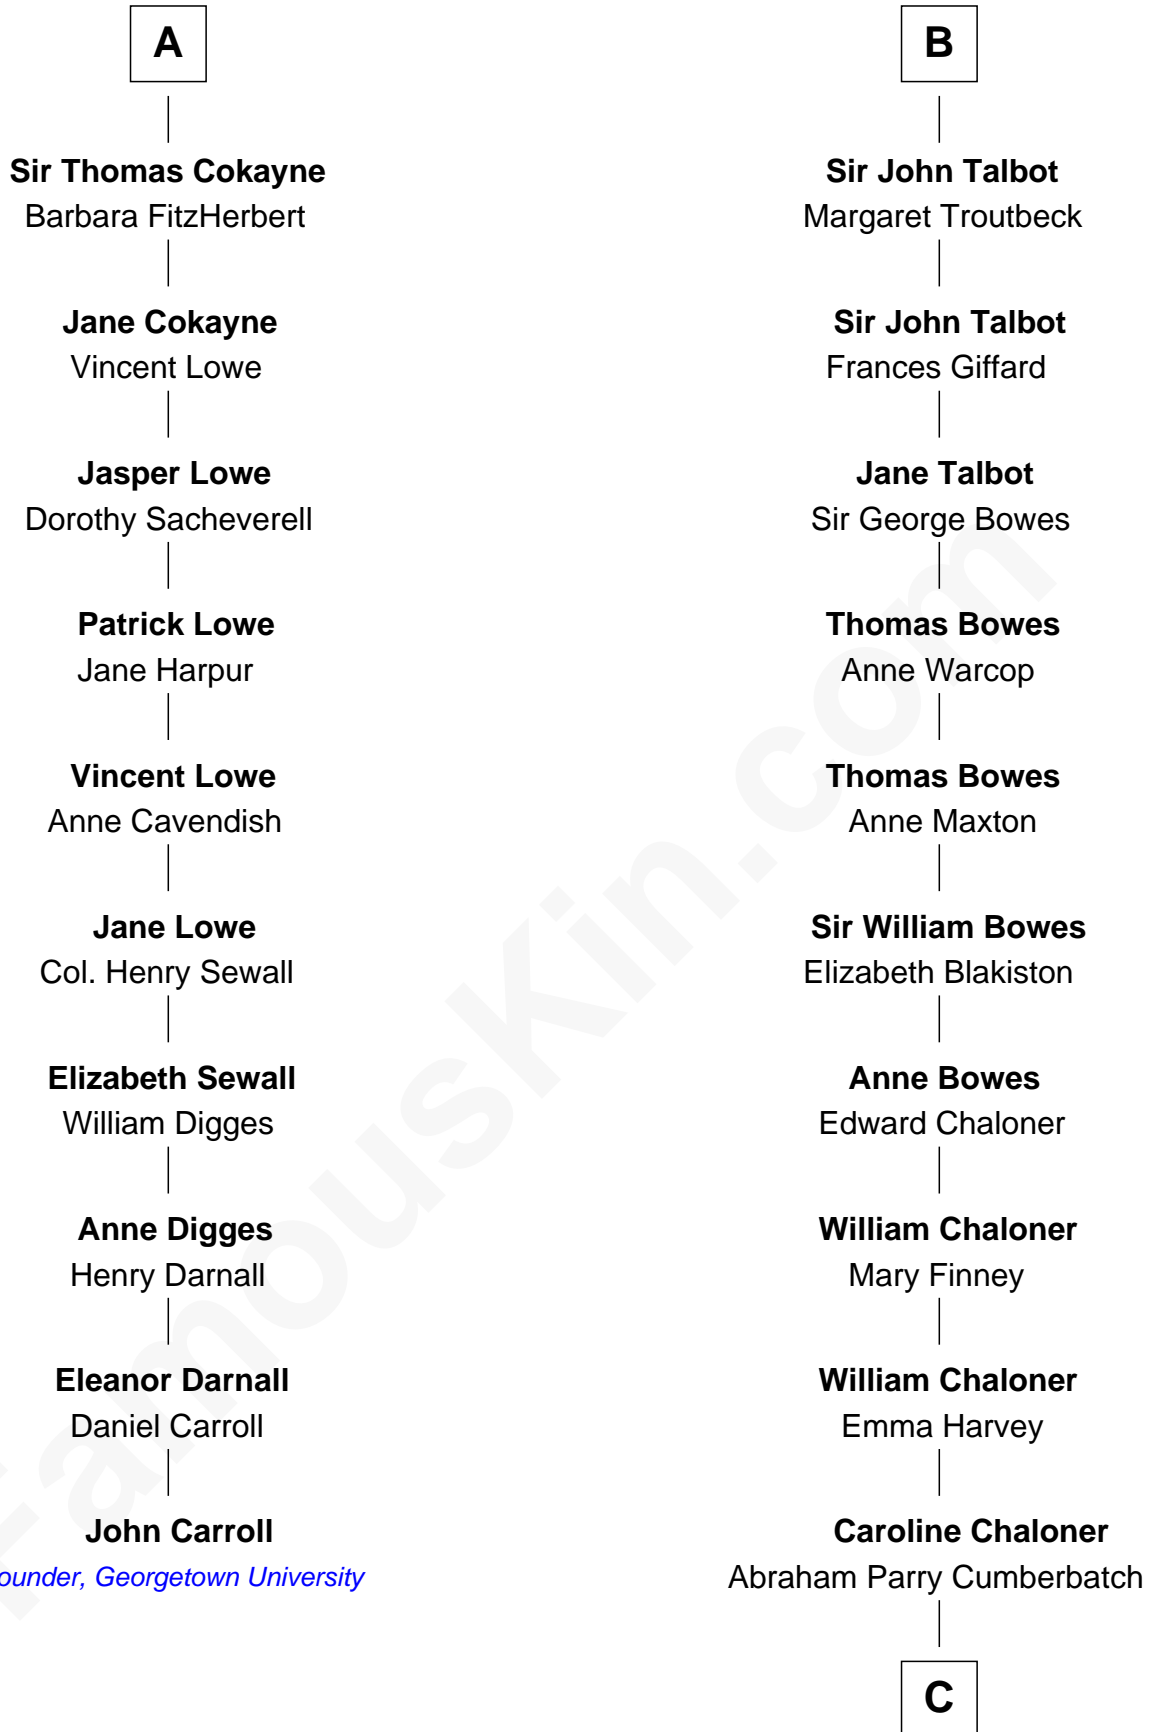 A
Sir Thomas Cokayne
Barbara FitzHerbert
Jane Cokayne
Vincent Lowe
Jasper Lowe
Dorothy Sacheverell
Patrick Lowe
Jane Harpur
Vincent Lowe
Anne Cavendish
Jane Lowe
Col. Henry Sewall
Elizabeth Sewall
William Digges
Anne Digges
Henry Darnall
Eleanor Darnall
Daniel Carroll
John Carroll
ounder, Georgetown University
B
Sir John Talbot
Margaret Troutbeck
Sir John Talbot
Frances Giffard
Jane Talbot
Sir George Bowes
Thomas Bowes
Anne Warcop
Thomas Bowes
Anne Maxton
Sir William Bowes
Elizabeth Blakiston
Anne Bowes
Edward Chaloner
William Chaloner
Mary Finney
William Chaloner
Emma Harvey
Caroline Chaloner
Abraham Parry Cumberbatch
C
FamousKin.com